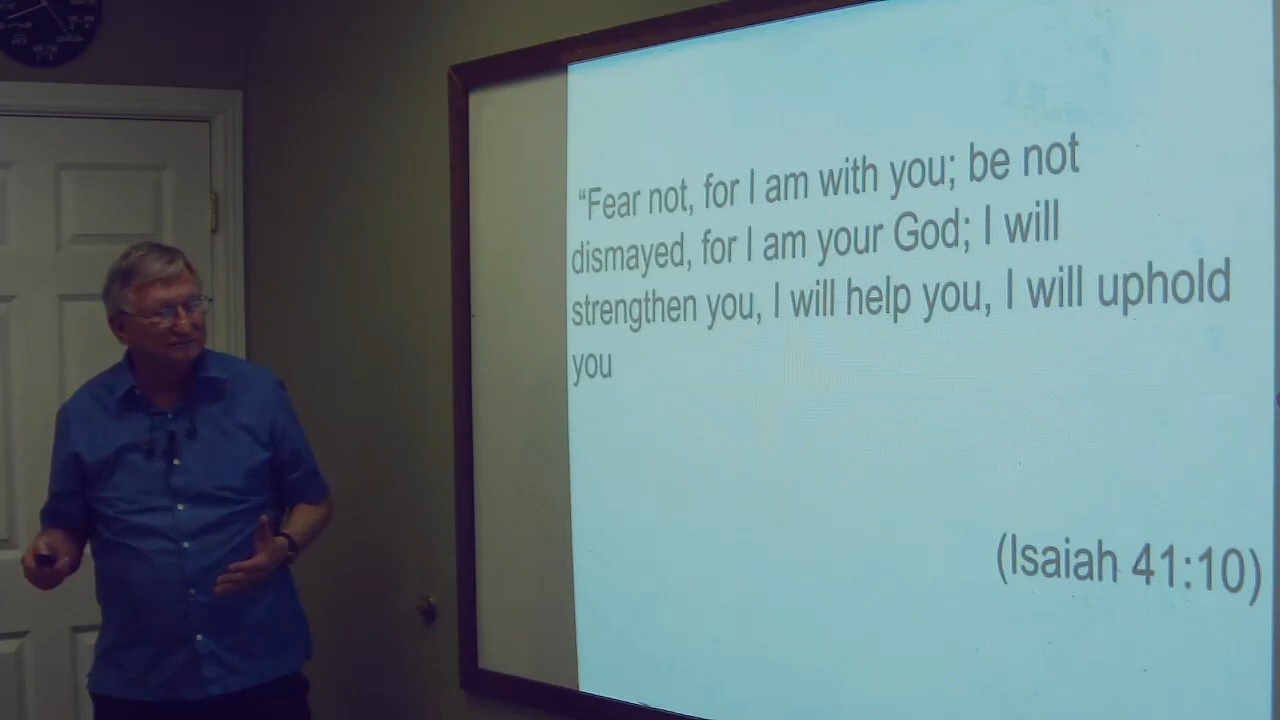 “Fear not, for I am with you; be not
dismayed, for I am your God; I will
strengthen you, I will help you, I will uphold
you
(Isaiah 41:10)